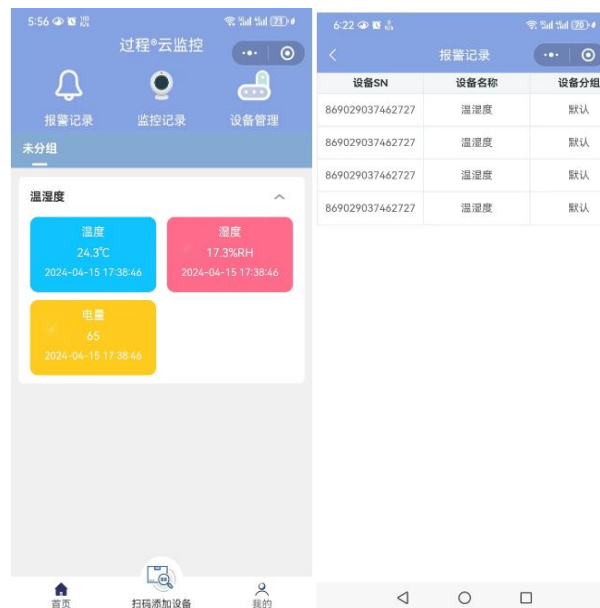 5:56
71
过程®云监控
报警记录
监控记录
设备管理
未分组
温湿度
温度
24.3℃
2024-04-15 17:38:46
湿度
17.3%RH
2024-04-15 17:38:46
电量
65
2024-04-15 17:38:46
首页
扫码添加设备
我的
6:22
70
报警记录
设备SN 设备名称 设备分组
869029037462727 温湿度 默认
869029037462727 温湿度 默认
869029037462727 温湿度 默认
869029037462727 温湿度 默认